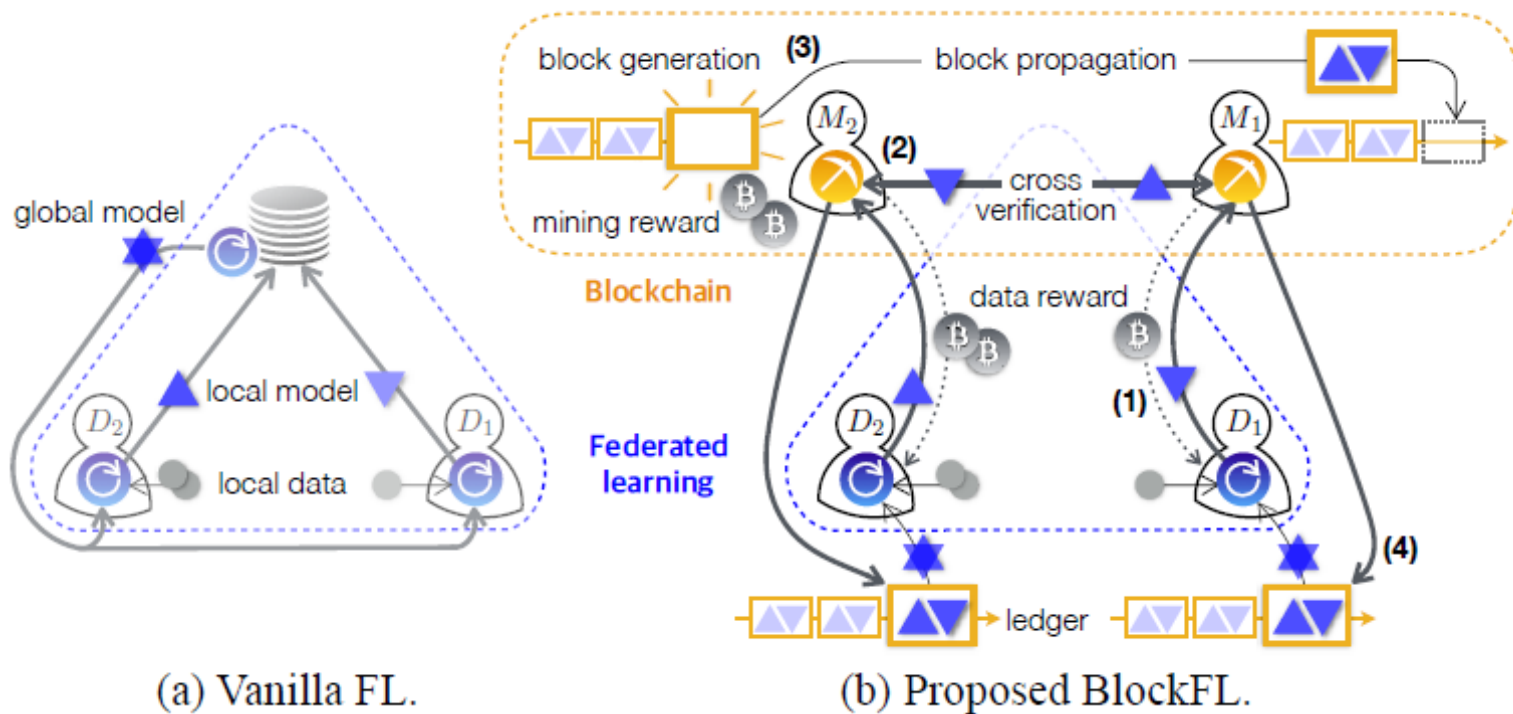 global model
local model
D₂
D₁
local data
(a) Vanilla FL.
block generation
(3)
block propagation
M₂
M₁
(2)
cross
verification
mining reward
₿
₿
Blockchain
data reward
₿
₿
₿
(1)
D₂
D₁
Federated
learning
(4)
ledger
(b) Proposed BlockFL.